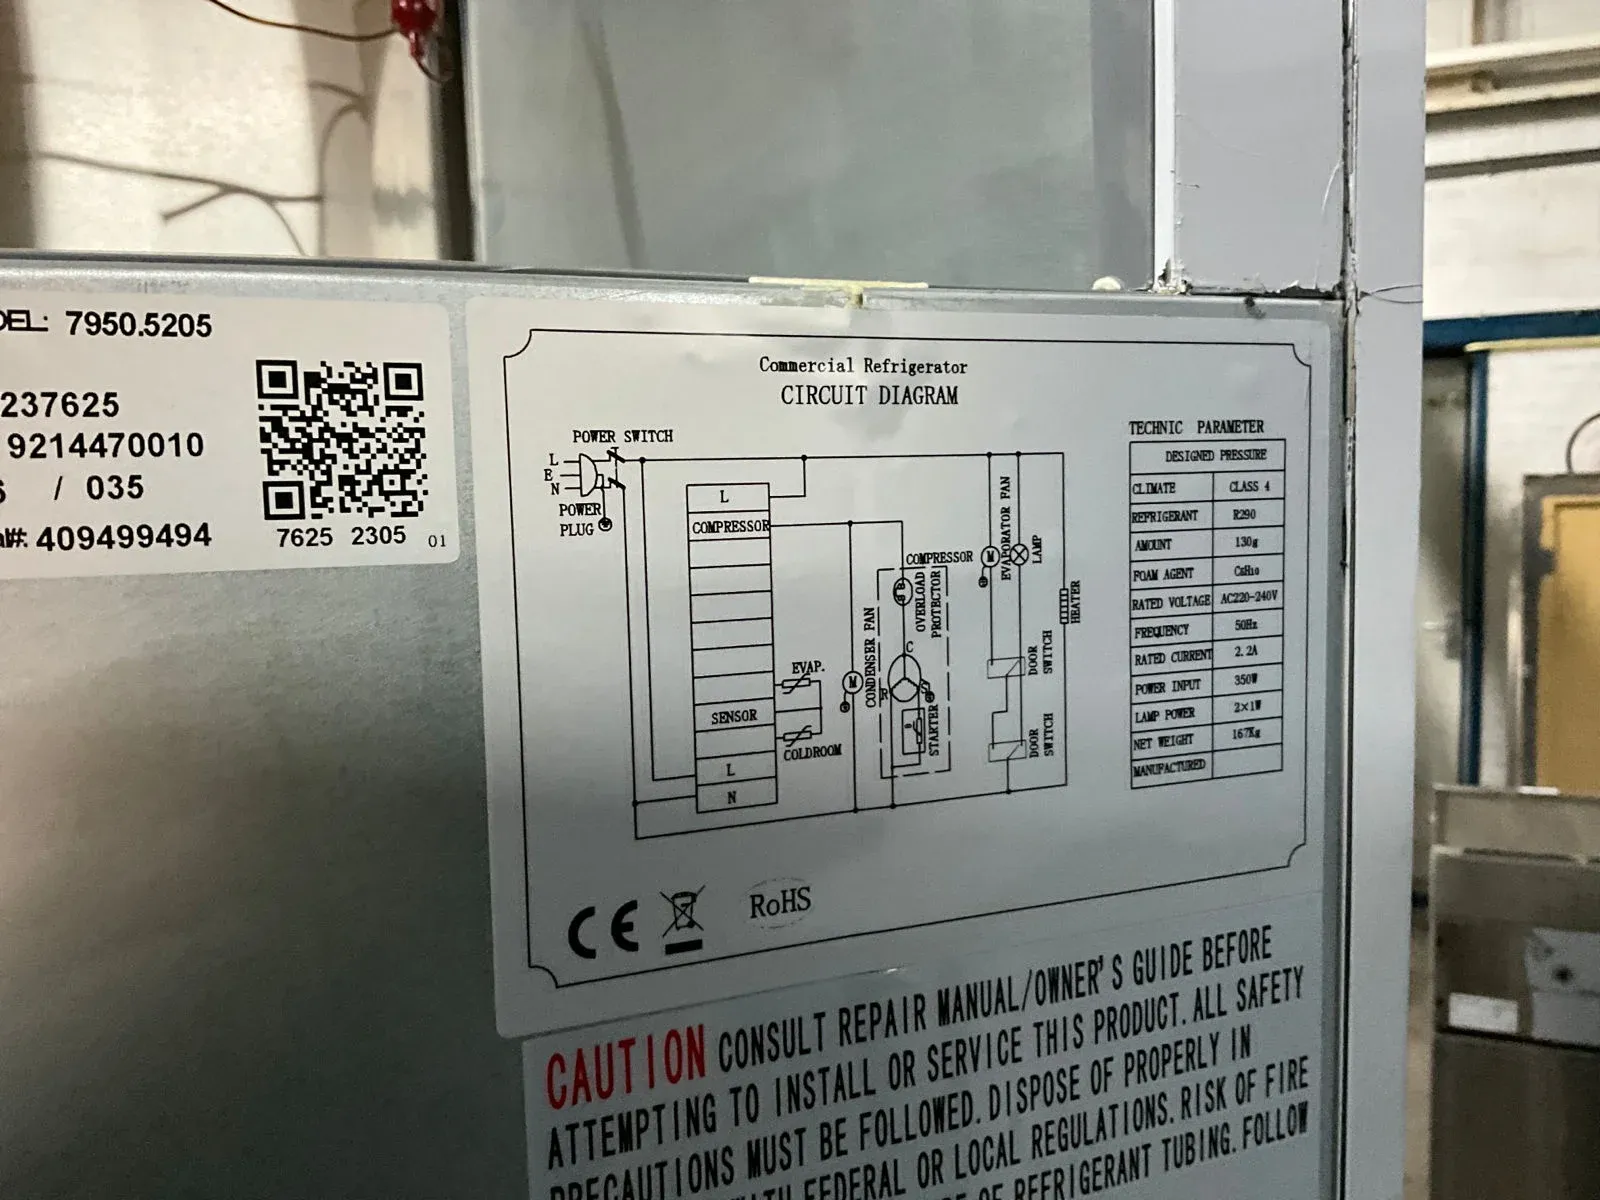 7950.5205
237625
9214470010
/ 035
409499494
7625 2305 01
Commercial Refrigerator
CIRCUIT DIAGRAM
POWER SWITCH
L
E
N
POWER
PLUG
L
COMPRESSOR
SENSOR
L
N
EVAP.
COLDROOM
M
CONDENSER FAN
COMPRESSOR
OVERLOAD
PROTECTOR
C
R
S
STARTER
M
EVAPORATOR FAN
LAMP
HEATER
DOOR
SWITCH
DOOR
SWITCH
TECHNIC PARAMETER
DESIGNED PRESSURE
CLIMATE CLASS 4
REFRIGERANT R290
AMOUNT 130g
FOAM AGENT C5H10
RATED VOLTAGE AC220-240V
FREQUENCY 50Hz
RATED CURRENT 2.2A
POWER INPUT 350W
LAMP POWER 2×1W
NET WEIGHT 167Kg
MANUFACTURED
CE
RoHS
CAUTION CONSULT REPAIR MANUAL/OWNER'S GUIDE BEFORE
ATTEMPTING TO INSTALL OR SERVICE THIS PRODUCT. ALL SAFETY
PRECAUTIONS MUST BE FOLLOWED. DISPOSE OF PROPERLY IN
WITH FEDERAL OR LOCAL REGULATIONS. RISK OF FIRE
OF REFRIGERANT TUBING. FOLLOW